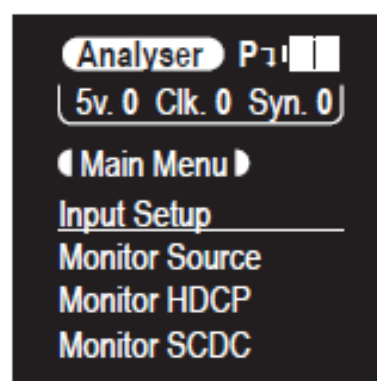 Analyser P
5v. 0 Clk. 0 Syn. 0
Main Menu
Input Setup
Monitor Source
Monitor HDCP
Monitor SCDC